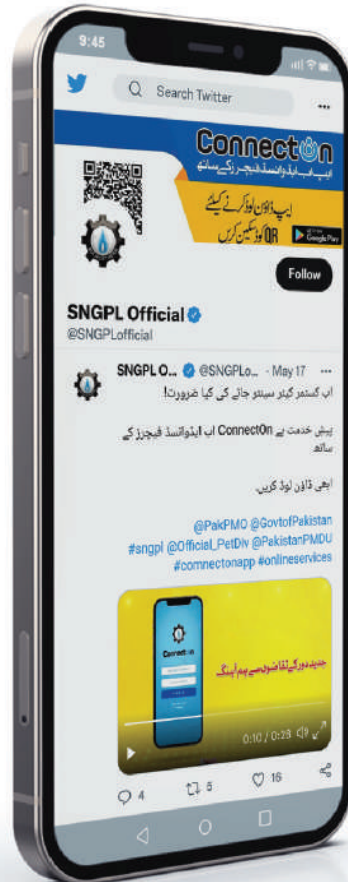 9:45
Search Twitter
ConnectOn
ایپ اب ایڈوانسڈ فیچرز کے ساتھ
ایپ ڈاؤن لوڈ کرنے کیلئے
QR کوڈ سکین کریں
Google Play
Follow
SNGPL Official
@SNGPLofficial
SNGPL O... @SNGPLo... · May 17
اب کسٹمر کیئر سینٹر جانے کی کیا ضرورت!
پیش خدمت ہے ConnectOn اب ایڈوانسڈ فیچرز کے
ساتھ
ابھی ڈاؤن لوڈ کریں.
@PakPMO @GovtofPakistan
#sngpl @Official_PetDiv @PakistanPMDU
#comnectonapp #onlineservices
ConnectOn
جدید دور کے تقاضوں سے ہم آہنگ
0:10 / 0:28
4 5 16